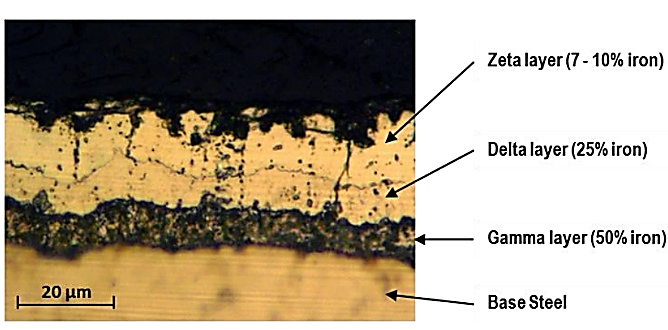 Zeta layer (7 - 10% iron)
Delta layer (25% iron)
Gamma layer (50% iron)
Base Steel
20 µm